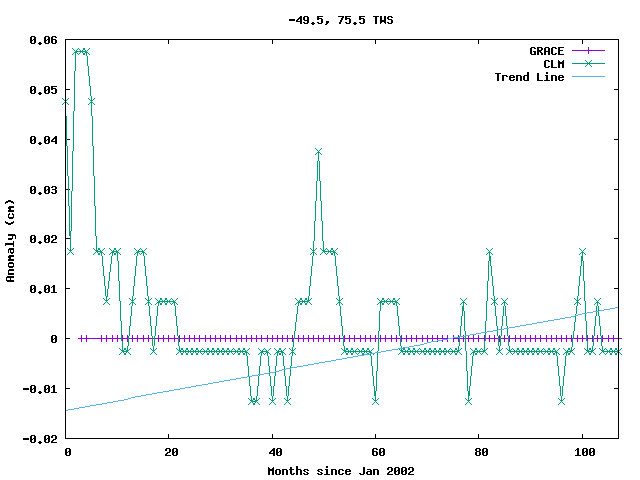 -49.5, 75.5 TWS
GRACE
CLM
Trend Line
0.06
0.05
0.04
0.03
0.02
0.01
0
-0.01
-0.02
Anomaly (cm)
0 20 40 60 80 100
Months since Jan 2002